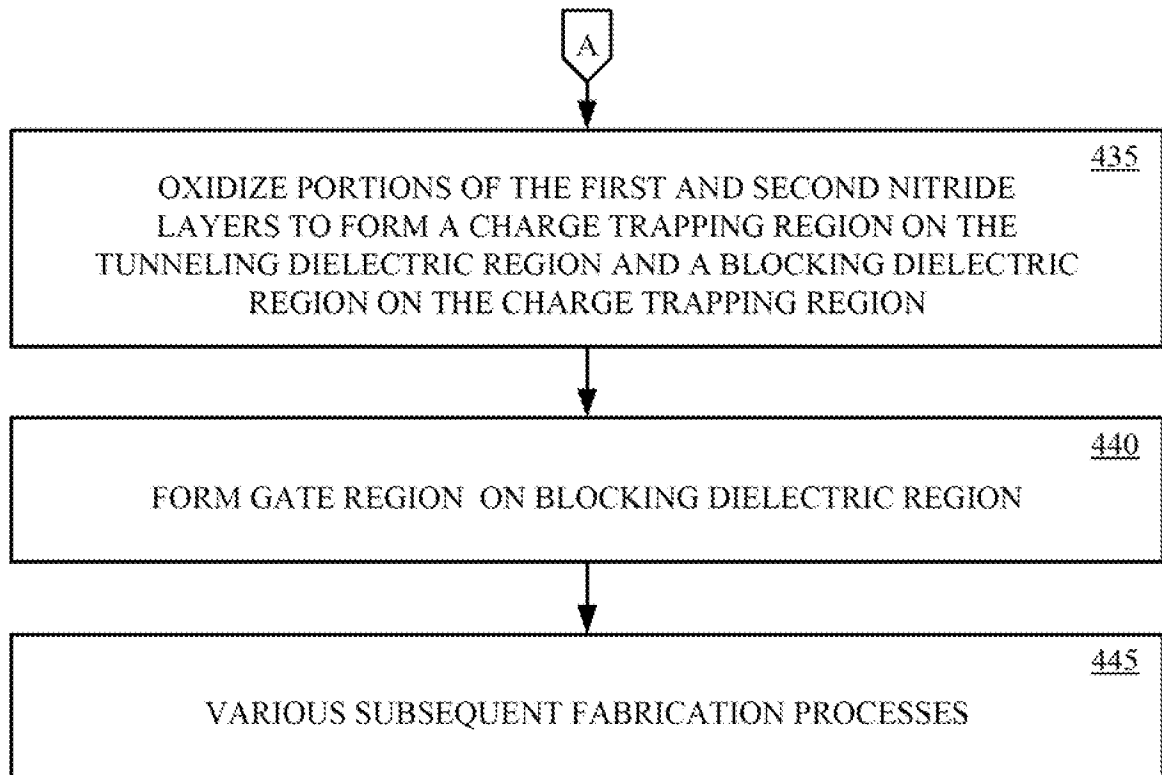 A
435
OXIDIZE PORTIONS OF THE FIRST AND SECOND NITRIDE
LAYERS TO FORM A CHARGE TRAPPING REGION ON THE
TUNNELING DIELECTRIC REGION AND A BLOCKING DIELECTRIC
REGION ON THE CHARGE TRAPPING REGION
440
FORM GATE REGION ON BLOCKING DIELECTRIC REGION
445
VARIOUS SUBSEQUENT FABRICATION PROCESSES